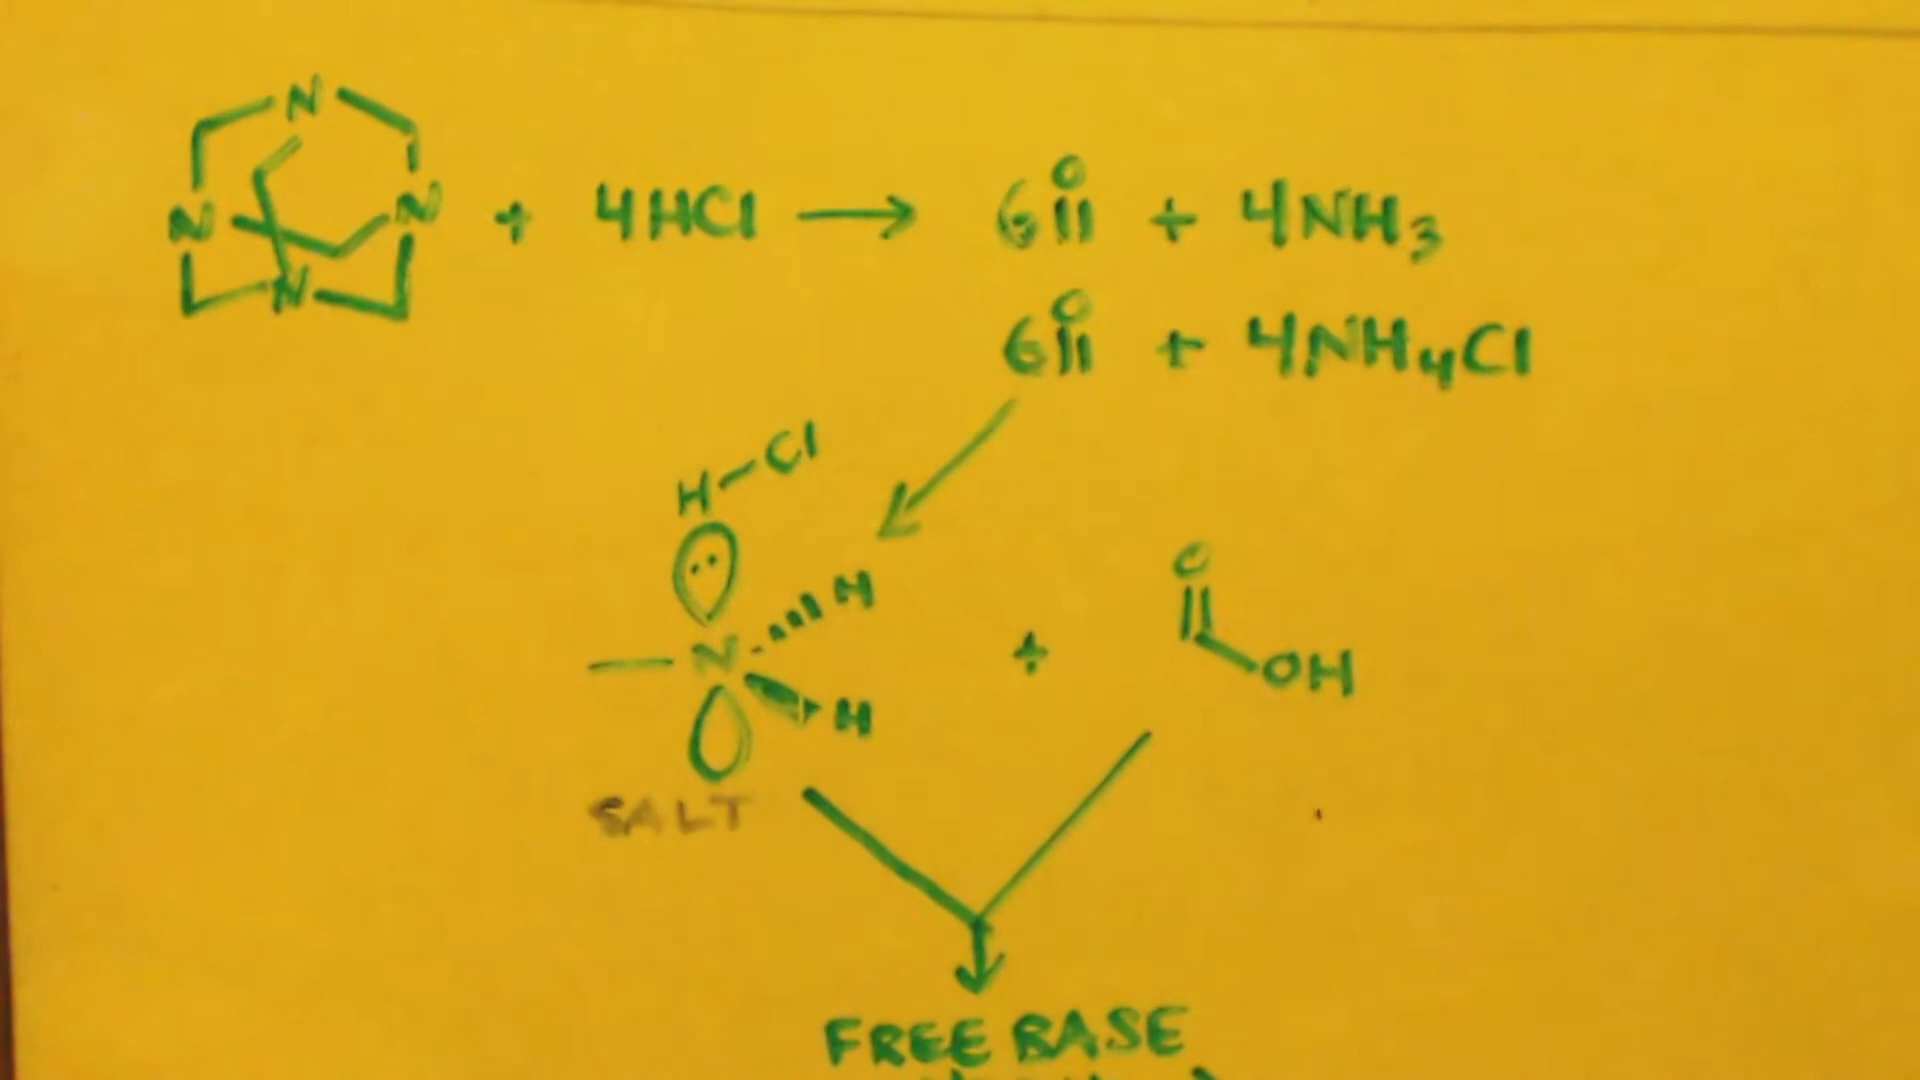 N
N N + 4HCl → 6 O + 4NH3
N
6 O + 4NH4Cl
H-Cl
N H H + O OH
SALT
FREE BASE